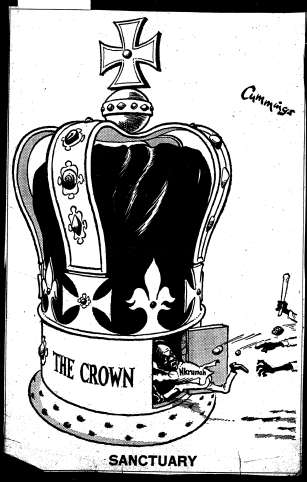 Cummings
THE CROWN
Nkrumah
SANCTUARY